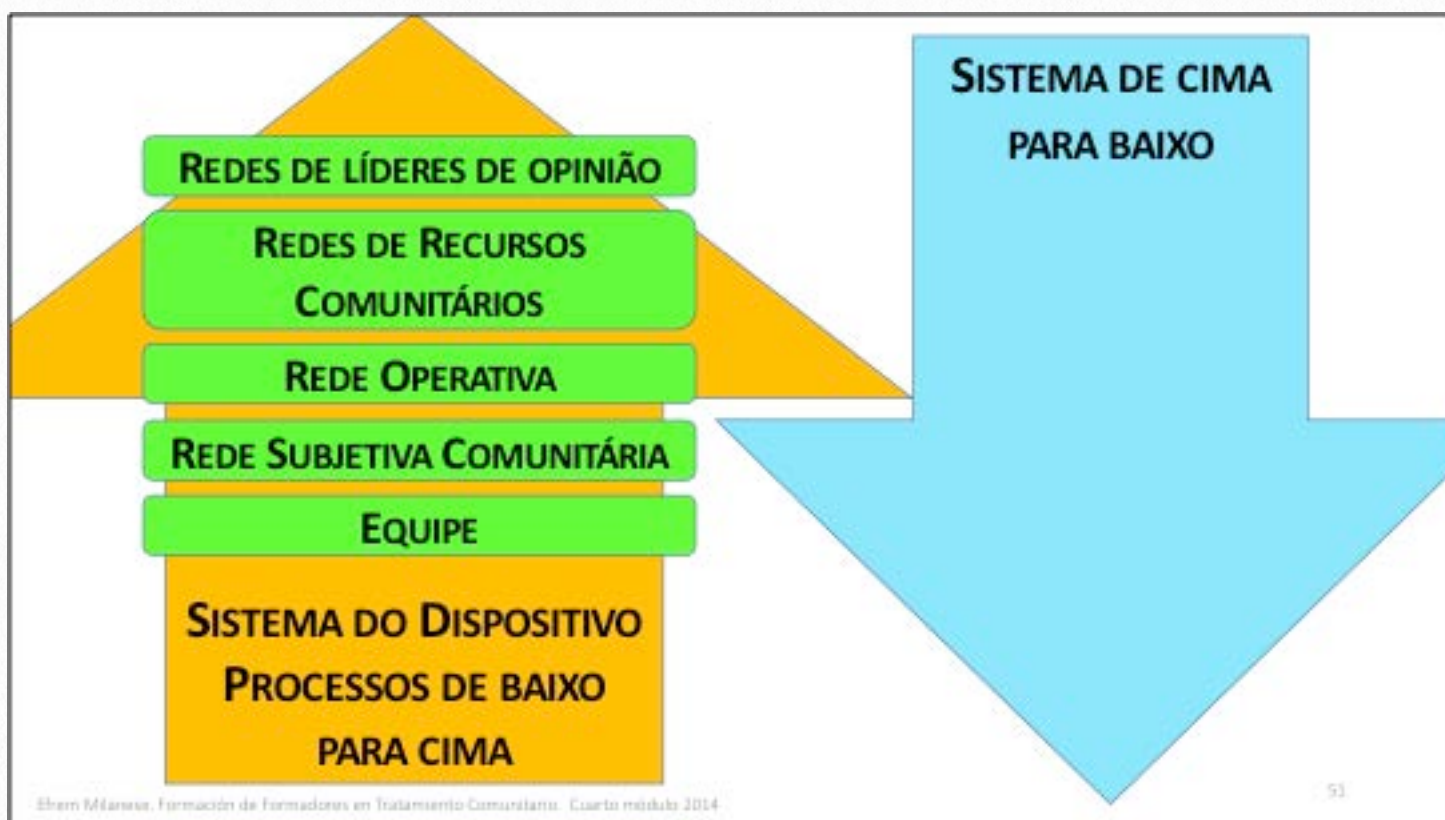 REDES DE LÍDERES DE OPINIÃO
REDES DE RECURSOS
COMUNITÁRIOS
REDE OPERATIVA
REDE SUBJETIVA COMUNITÁRIA
EQUIPE
SISTEMA DO DISPOSITIVO
PROCESSOS DE BAIXO
PARA CIMA
SISTEMA DE CIMA
PARA BAIXO
Efrem Milanese. Formación de Formadores en Tratamiento Comunitario. Cuarto módulo 2014
51